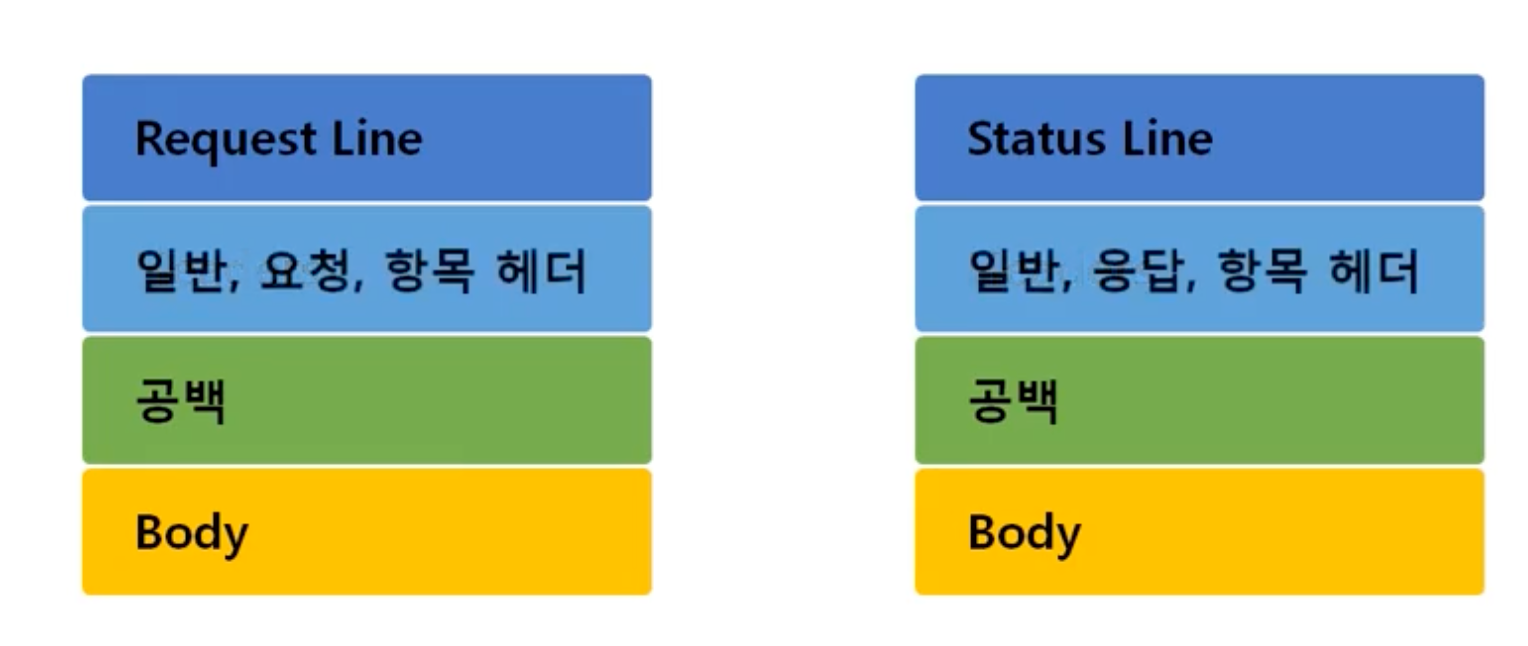 Request Line
일반, 요청, 항목 헤더
공백
Body
Status Line
일반, 응답, 항목 헤더
공백
Body